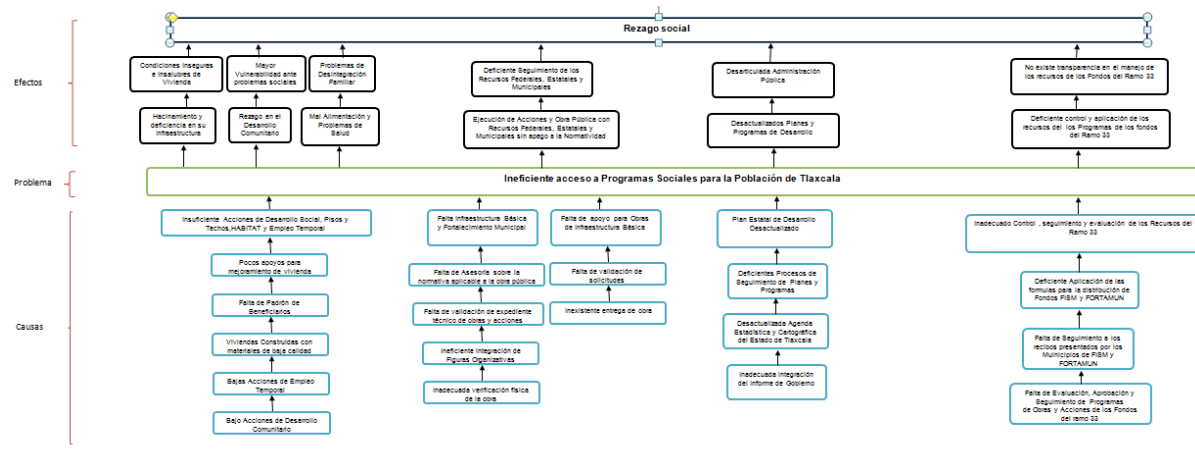 Rezago social
Efectos
Condiciones Inseguras
e Insalubres de
Vivienda
Mayor
Vulnerabilidad ante
problemas sociales
Problemas de
Desintegración
Familiar
Deficiente Seguimiento de los
Recursos Federales, Estatales y
Municipales
Desarticulada Administración
Pública
No existe transparencia en el manejo de
los recursos de los Fondos del Ramo 33
Hacinamiento y
deficiencia en su
Infraestructura
Rezago en el
Desarrollo
Comunitario
Mal Alimentación y
Problemas de
Salud
Ejecución de Acciones y Obra Pública con
Recursos Federales, Estatales y
Municipales sin apego a la Normatividad
Desactualizados Planes y
Programas de Desarrollo
Deficiente control y aplicación de los
recursos del los Programas de los fondos
del Ramo 33
Problema
Ineficiente acceso a Programas Sociales para la Población de Tlaxcala
Causas
Insuficiente Acciones de Desarrollo Social, Pisos y
Techos,HABITAT y Empleo Temporal
Pocos apoyos para
mejoramiento de vivienda
Falta de Padrón de
Beneficiarios
Viviendas Construidas con
materiales de baja calidad
Bajas Acciones de Empleo
Temporal
Bajo Acciones de Desarrollo
Comunitario
Falta Infraestructura Básica
y Fortalecimiento Municipal
Falta de Asesoría sobre la
normativa aplicable a la obra pública
Falta de validación de expediente
técnico de obras y acciones
Ineficiente Integración de
Figuras Organizativas
Inadecuada verificación física
de la obra
Falta de apoyo para Obras
de Infraestructura Básica
Falta de validación de
solicitudes
Inexistente entrega de obra
Plan Estatal de Desarrollo
Desactualizado
Deficientes Procesos de
Seguimiento de Planes y
Programas
Desactualizada Agenda
Estadística y Cartográfica
del Estado de Tlaxcala
Inadecuada Integración
del Informe de Gobierno
Inadecuado Control , seguimiento y evaluación de los Recursos del
Ramo 33
Deficiente Aplicación de las
formulas para la distribución de
Fondos FISM y FORTAMUN
Falta de Seguimiento a los
recibos presentados por los
Municipios de FISM y
FORTAMUN
Falta de Evaluación, Aprobación y
Seguimiento de Programas
de Obras y Acciones de los Fondos
del ramo 33